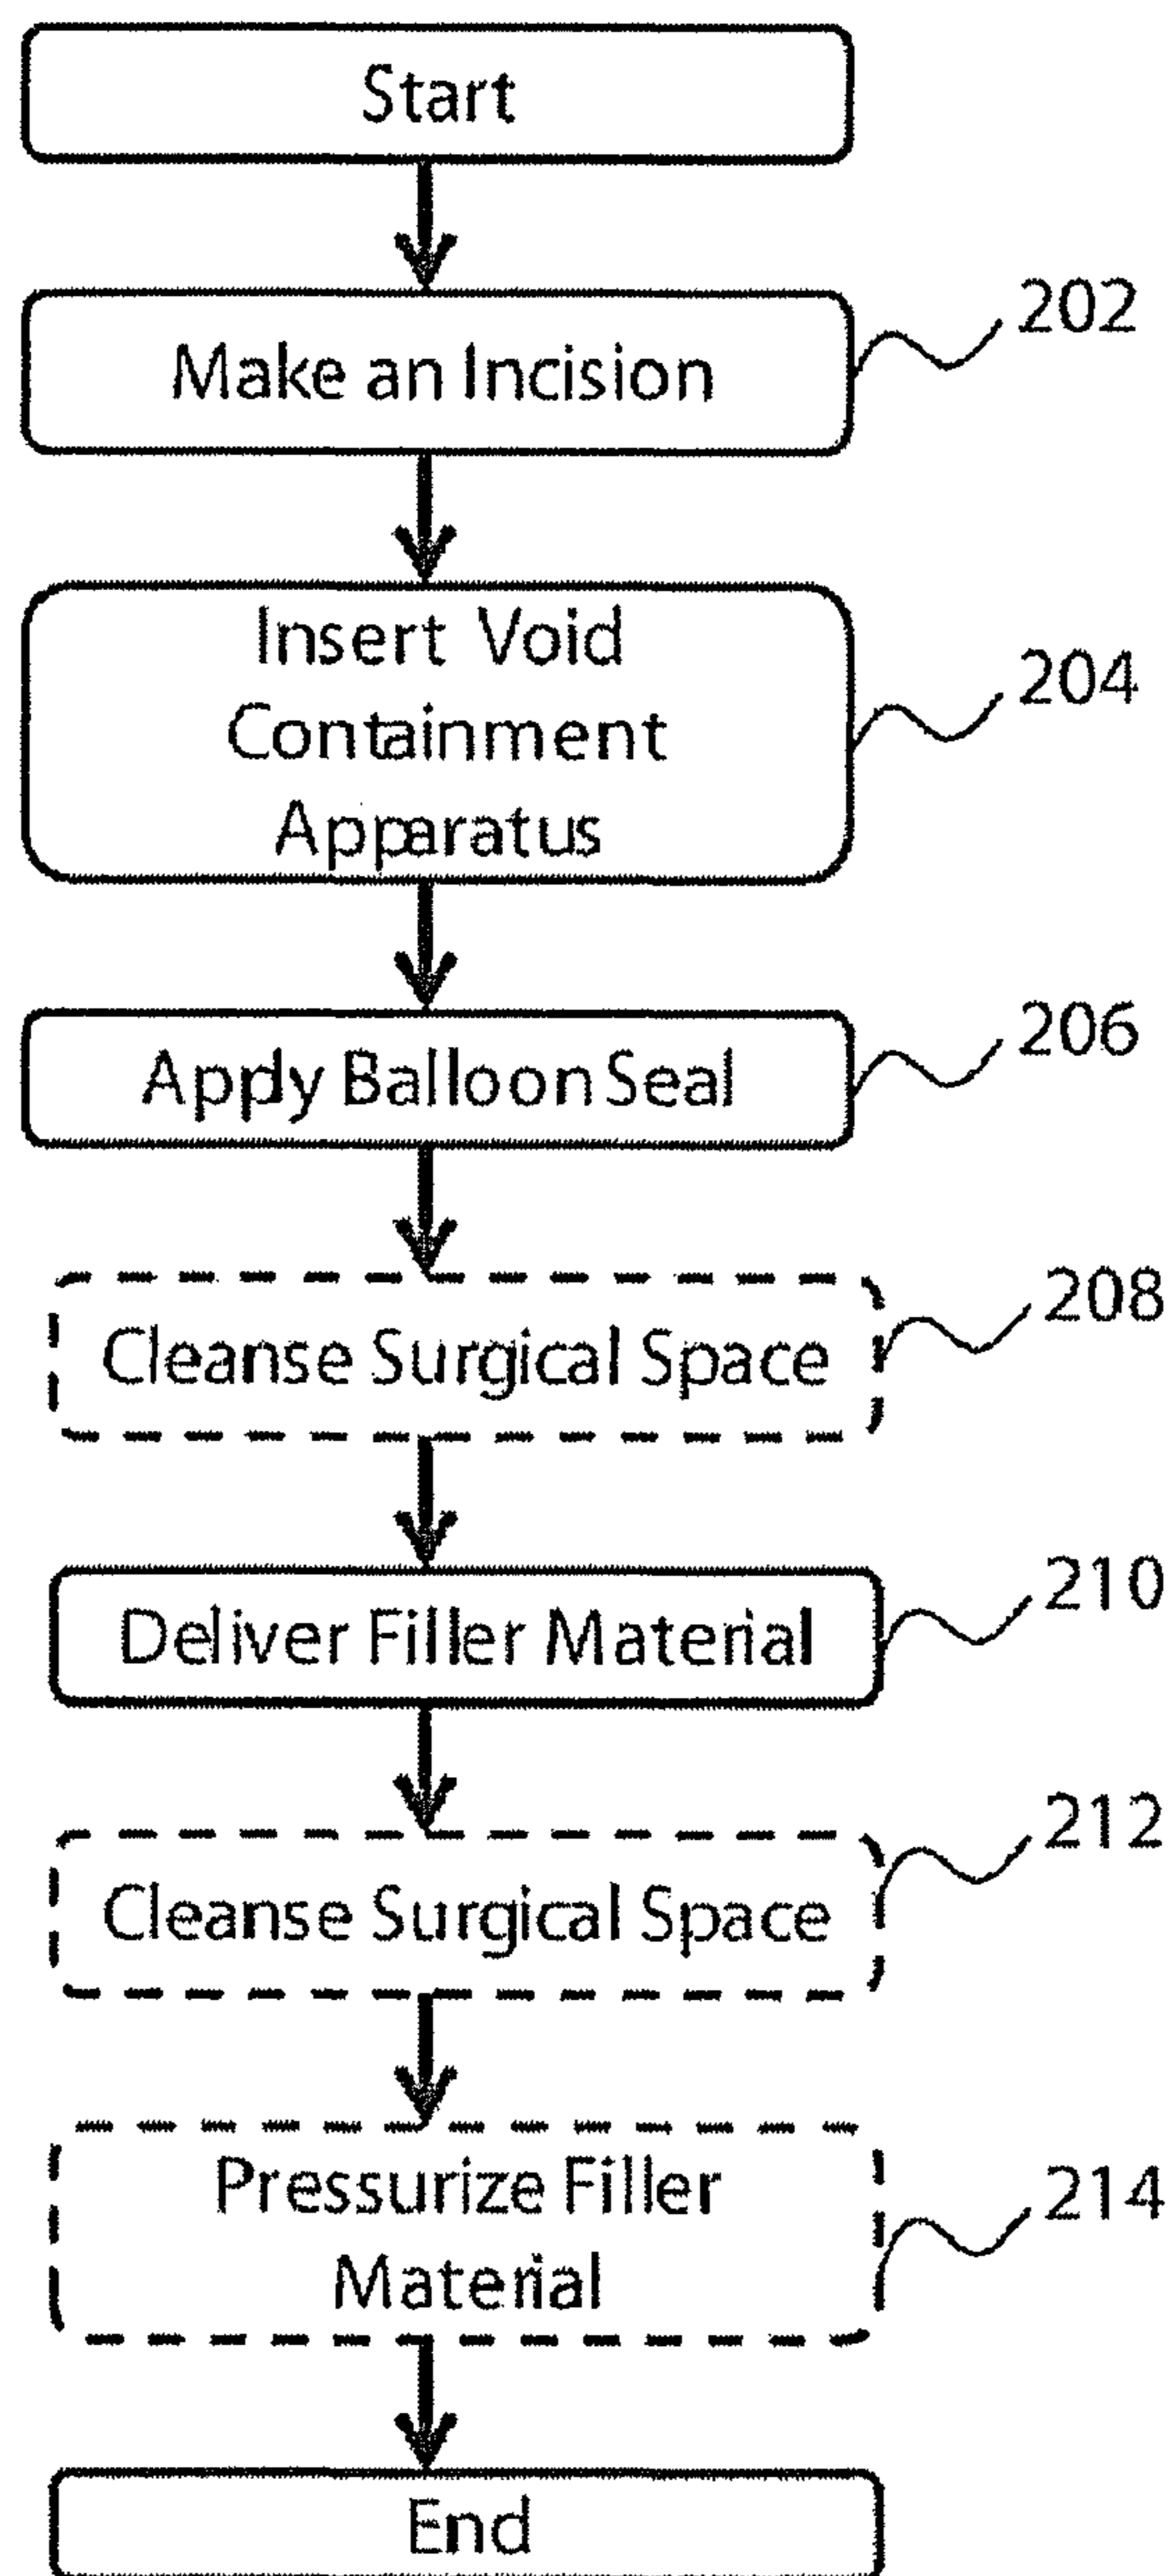 Start
Make an Incision
202
Insert Void
Containment
Apparatus
204
Apply Balloon Seal
206
Cleanse Surgical Space
208
Deliver Filler Material
210
Cleanse Surgical Space
212
Pressurize Filler
Material
214
End